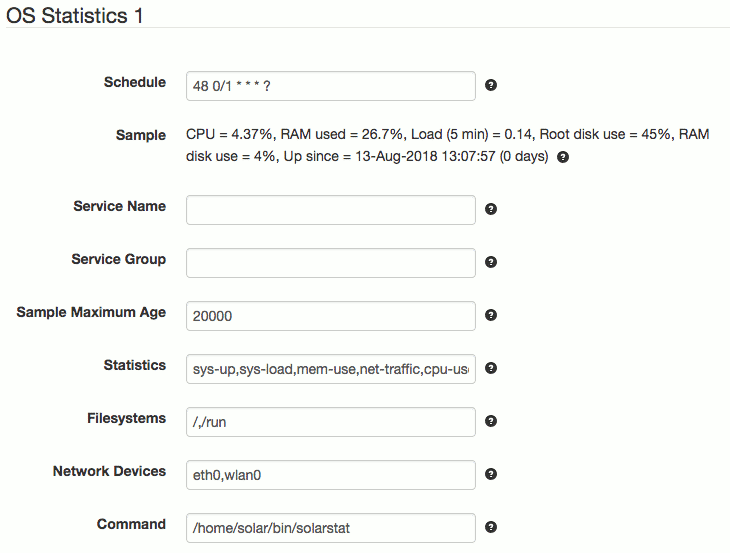 OS Statistics 1
Schedule 48 0/1 * * * ?
Sample CPU = 4.37%, RAM used = 26.7%, Load (5 min) = 0.14, Root disk use = 45%, RAM
disk use = 4%, Up since = 13-Aug-2018 13:07:57 (0 days)
Service Name
Service Group
Sample Maximum Age 20000
Statistics sys-up,sys-load,mem-use,net-traffic,cpu-us
Filesystems /,/run
Network Devices eth0,wlan0
Command /home/solar/bin/solarstat